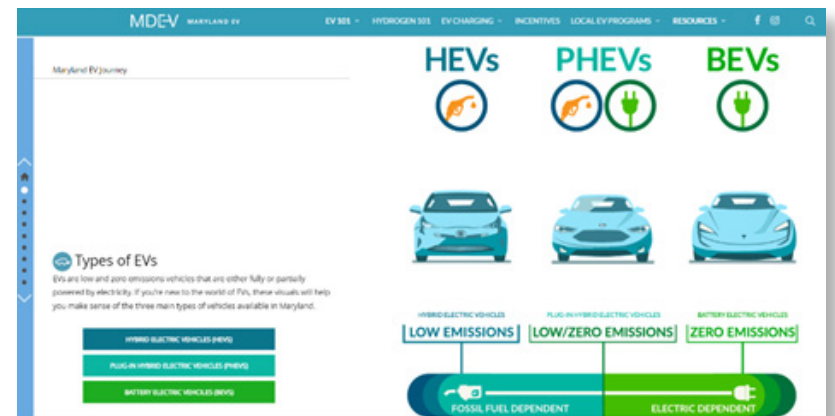 MDE-V MARYLAND EV
EV 101 HYDROGEN 101 EV CHARGING INCENTIVES LOCAL EV PROGRAMS RESOURCES
Maryland EV Journey
HEVs PHEVs BEVs
Types of EVs
EVs are low and zero emissions vehicles that are either fully or partially
powered by electricity. If you're new to the world of EVs, these visuals will help
you make sense of the three main types of vehicles available in Maryland.
HYBRID ELECTRIC VEHICLES (HEVS)
PLUG-IN HYBRID ELECTRIC VEHICLES (PHEVS)
BATTERY ELECTRIC VEHICLES (BEVS)
HYBRID ELECTRIC VEHICLES PLUG-IN HYBRID ELECTRIC VEHICLES BATTERY ELECTRIC VEHICLES
LOW EMISSIONS LOW/ZERO EMISSIONS ZERO EMISSIONS
FOSSIL FUEL DEPENDENT ELECTRIC DEPENDENT